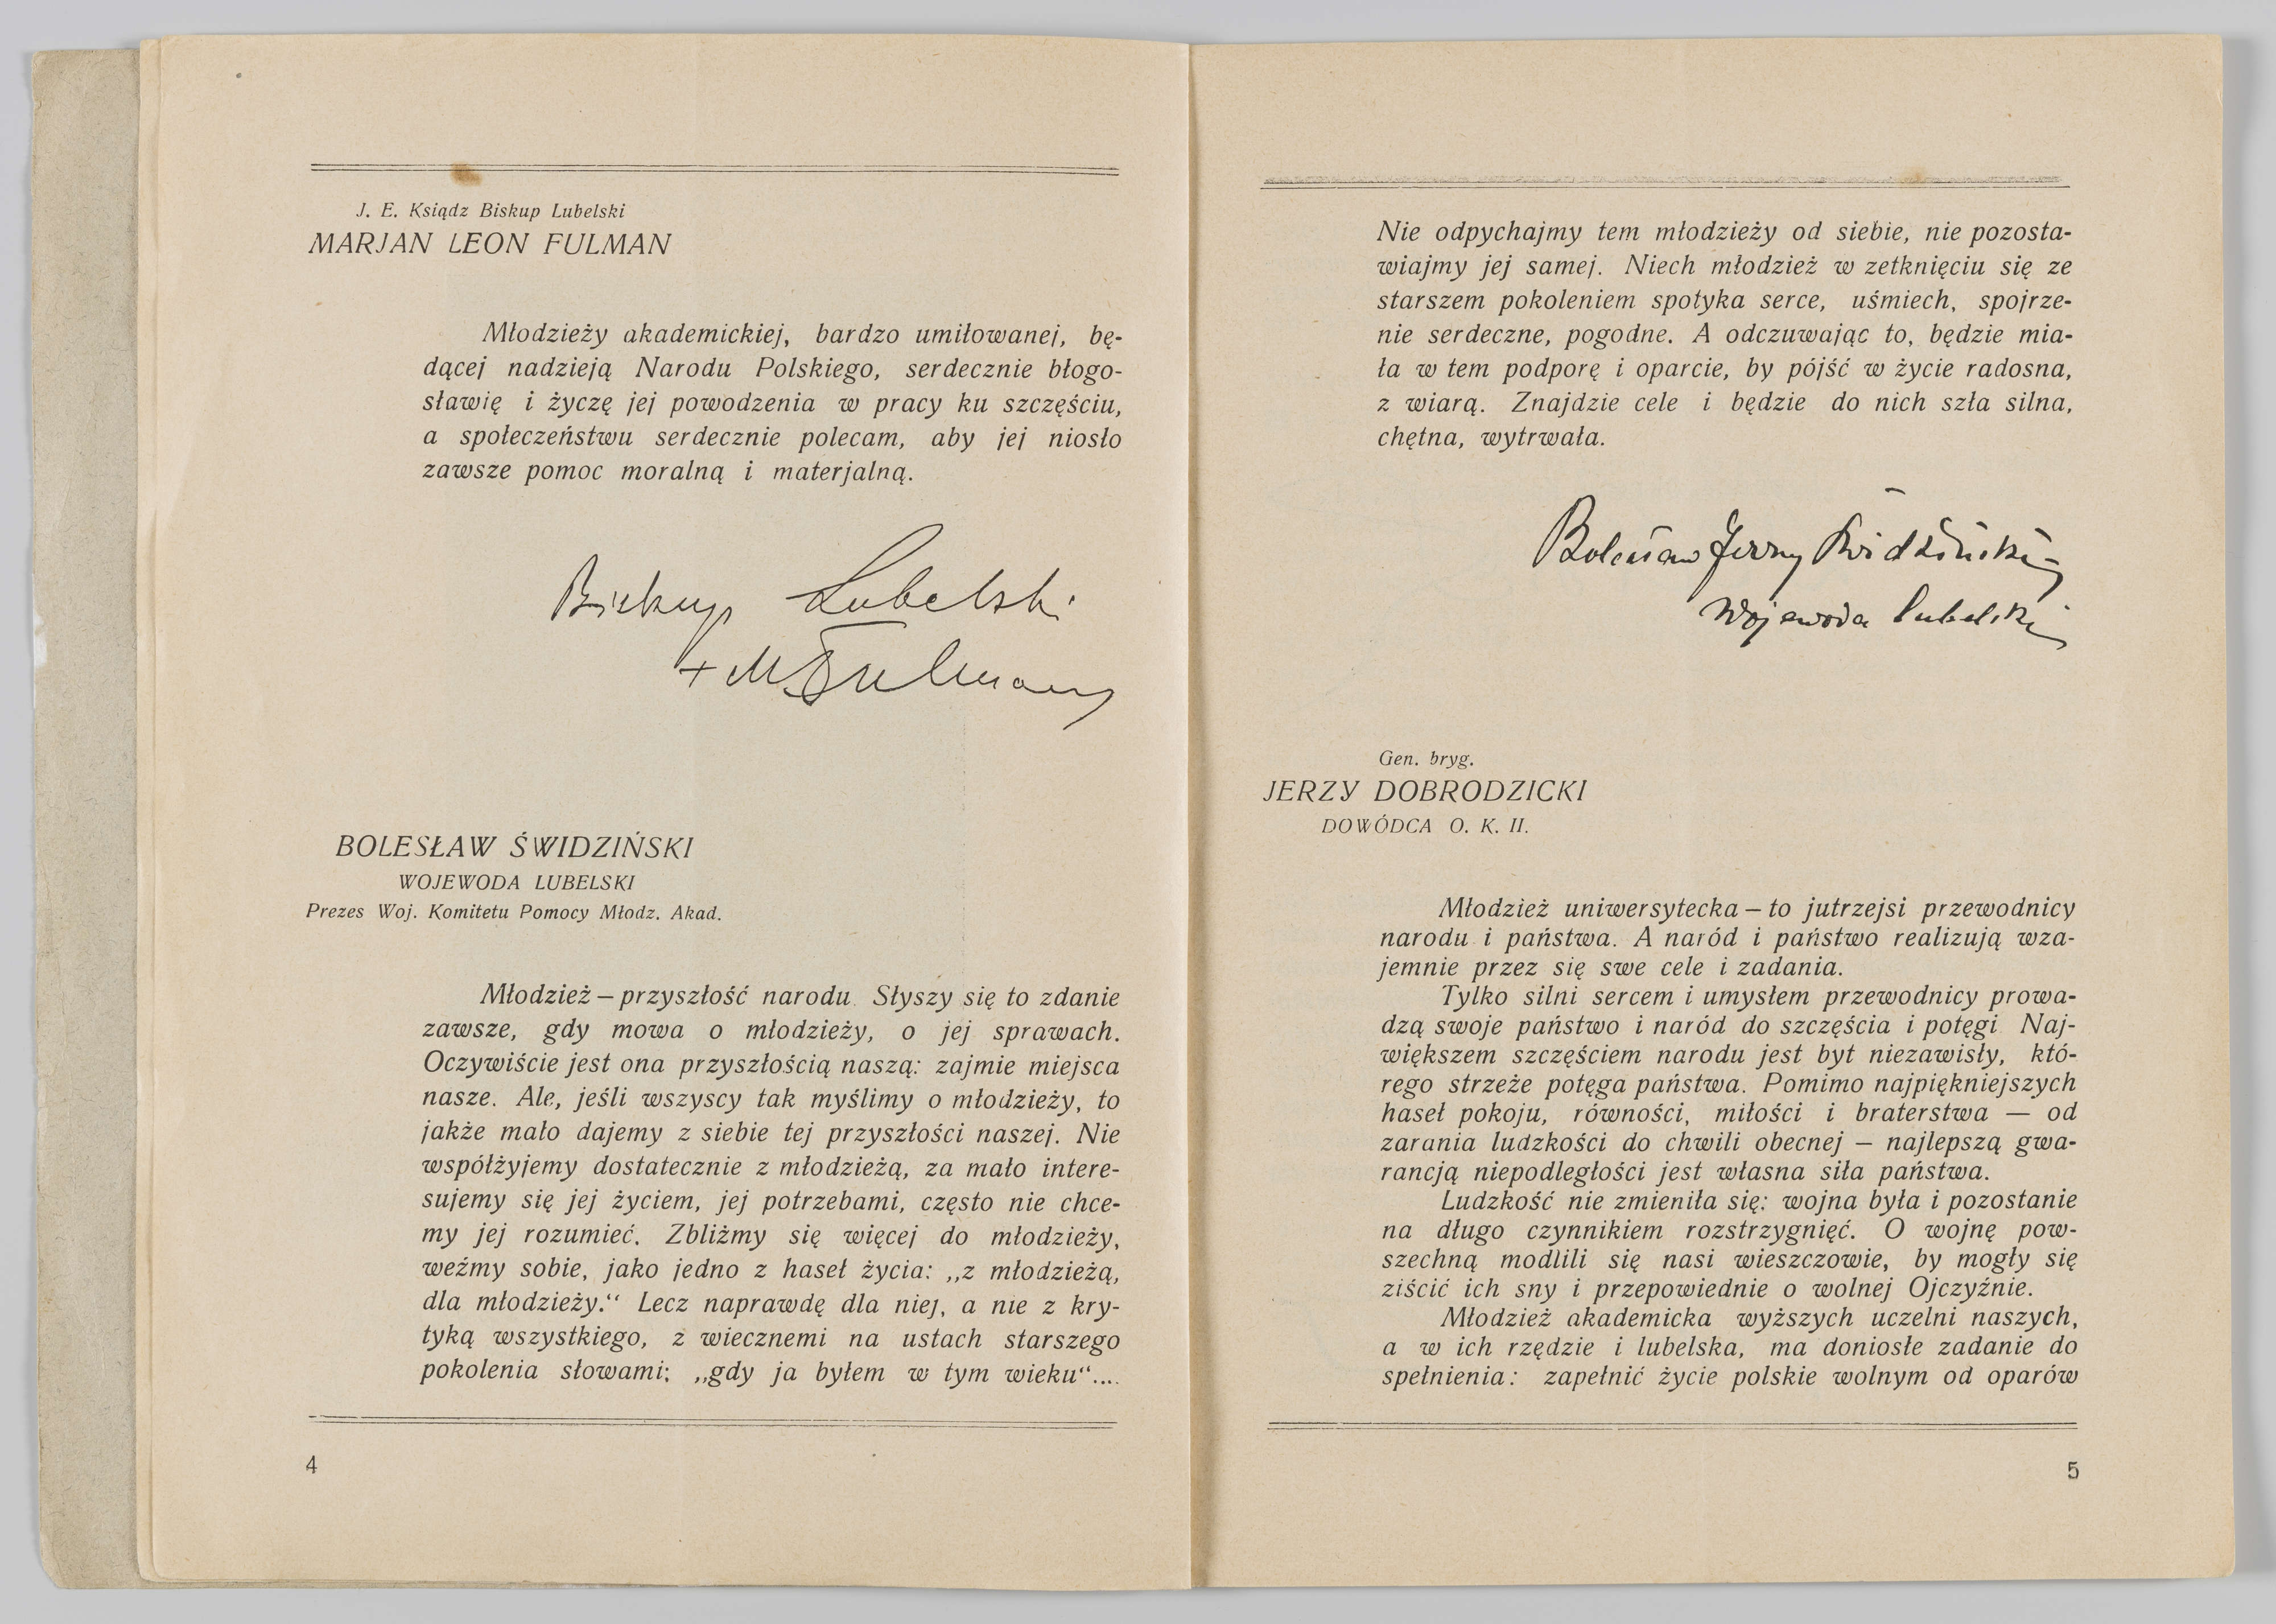 J. E. Ksiądz Biskup Lubelski
MARJAN LEON FULMAN
Młodzieży akademickiej, bardzo umiłowanej, bę-
dącej nadzieją Narodu Polskiego, serdecznie błogo-
sławię i życzę jej powodzenia w pracy ku szczęściu,
a społeczeństwu serdecznie polecam, aby jej niosło
zawsze pomoc moralną i materjalną.
Biskup Lubelski
+ M Fulman
BOLESŁAW ŚWIDZIŃSKI
WOJEWODA LUBELSKI
Prezes Woj. Komitetu Pomocy Młodz. Akad.
Młodzież – przyszłość narodu. Słyszy się to zdanie
zawsze, gdy mowa o młodzieży, o jej sprawach.
Oczywiście jest ona przyszłością naszą: zajmie miejsca
nasze. Ale, jeśli wszyscy tak myślimy o młodzieży, to
jakże mało dajemy z siebie tej przyszłości naszej. Nie
współżyjemy dostatecznie z młodzieżą, za mało intere-
sujemy się jej życiem, jej potrzebami, często nie chce-
my jej rozumieć. Zbliżmy się więcej do młodzieży,
weźmy sobie, jako jedno z haseł życia: „z młodzieżą,
dla młodzieży.“ Lecz naprawdę dla niej, a nie z kry-
tyką wszystkiego, z wiecznemi na ustach starszego
pokolenia słowami; „gdy ja byłem w tym wieku“....
4
Nie odpychajmy tem młodzieży od siebie, nie pozosta-
wiajmy jej samej. Niech młodzież w zetknięciu się ze
starszem pokoleniem spotyka serce, uśmiech, spojrze-
nie serdeczne, pogodne. A odczuwając to, będzie mia-
ła w tem podporę i oparcie, by pójść w życie radosna,
z wiarą. Znajdzie cele i będzie do nich szła silna,
chętna, wytrwała.
Bolesław Jerzy Świdziński
Wojewoda Lubelski
Gen. bryg.
JERZY DOBRODZICKI
DOWÓDCA O. K. II.
Młodzież uniwersytecka – to jutrzejsi przewodnicy
narodu i państwa. A naród i państwo realizują wza-
jemnie przez się swe cele i zadania.
Tylko silni sercem i umysłem przewodnicy prowa-
dzą swoje państwo i naród do szczęścia i potęgi. Naj-
większem szczęściem narodu jest byt niezawisły, któ-
rego strzeże potęga państwa. Pomimo najpiękniejszych
haseł pokoju, równości, miłości i braterstwa — od
zarania ludzkości do chwili obecnej – najlepszą gwa-
rancją niepodległości jest własna siła państwa.
Ludzkość nie zmieniła się: wojna była i pozostanie
na długo czynnikiem rozstrzygnięć. O wojnę pow-
szechną modlili się nasi wieszczowie, by mogły się
ziścić ich sny i przepowiednie o wolnej Ojczyźnie.
Młodzież akademicka wyższych uczelni naszych,
a w ich rzędzie i lubelska, ma doniosłe zadanie do
spełnienia: zapełnić życie polskie wolnym od oparów
5